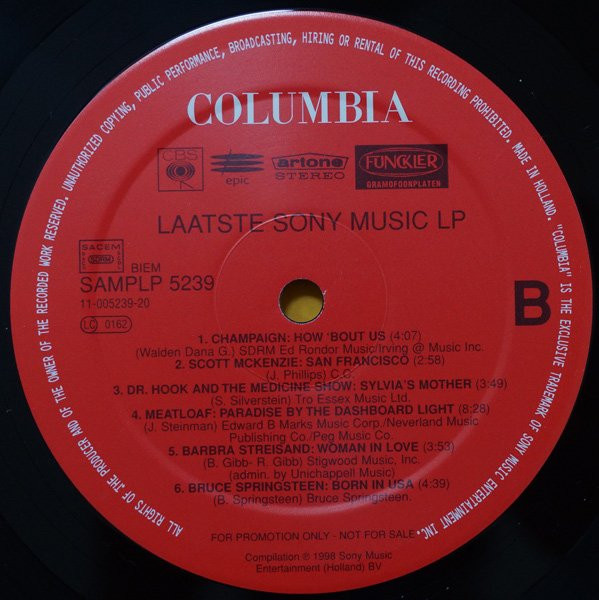 ALL RIGHTS OF THE PRODUCER AND OF THE OWNER OF THE RECORDED WORK RESERVED. UNAUTHORIZED COPYING, PUBLIC PERFORMANCE, BROADCASTING, HIRING OR RENTAL OF THIS RECORDING PROHIBITED. MADE IN HOLLAND. "COLUMBIA" IS THE EXCLUSIVE TRADEMARK OF SONY MUSIC ENTERTAINMENT INC.
COLUMBIA
CBS
epic
artone
STEREO
FUNCKLER
GRAMOFOONPLATEN
LAATSTE SONY MUSIC LP
SACEM
SDRM
BIEM
SAMPLP 5239
11-005239-20
LC 0162
B
1. CHAMPAIGN: HOW 'BOUT US (4:07)
(Walden Dana G.) SDRM Ed Rondor Music/Irving @ Music Inc.
2. SCOTT MCKENZIE: SAN FRANCISCO (2:58)
(J. Phillips) C.C.
3. DR. HOOK AND THE MEDICINE SHOW: SYLVIA'S MOTHER (3:49)
(S. Silverstein) Tro Essex Music Ltd.
4. MEATLOAF: PARADISE BY THE DASHBOARD LIGHT (8:28)
(J. Steinman) Edward B Marks Music Corp./Neverland Music
Publishing Co./Peg Music Co.
5. BARBRA STREISAND: WOMAN IN LOVE (3:53)
(B. Gibb- R. Gibb) Stigwood Music Inc.
(admin. by Unichappell Music)
6. BRUCE SPRINGSTEEN: BORN IN USA (4:39)
(B. Springsteen) Bruce Springsteen.
FOR PROMOTION ONLY - NOT FOR SALE
Compilation ℗ 1998 Sony Music
Entertainment (Holland) BV